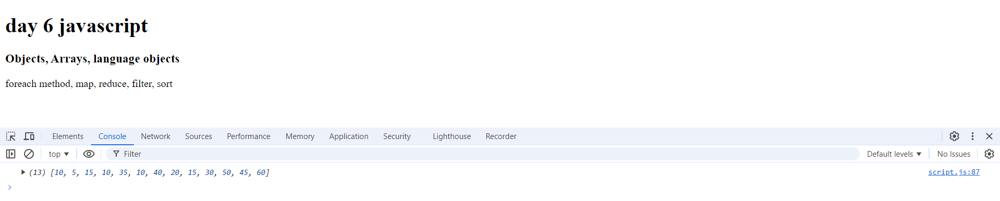 day 6 javascript
Objects, Arrays, language objects
foreach method, map, reduce, filter, sort
Elements Console Network Sources Performance Memory Application Security Lighthouse Recorder
top Filter Default levels No Issues
(13) [10, 5, 15, 10, 35, 10, 40, 20, 15, 30, 50, 45, 60] script.js:87